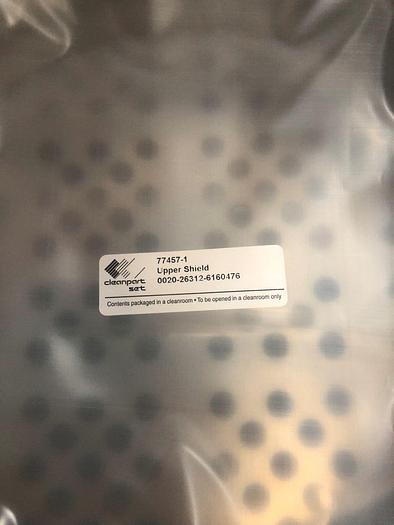 77457-1
Upper Shield
0020-26312-6160476
cleanpart
set
Contents packaged in a cleanroom • To be opened in a cleanroom only